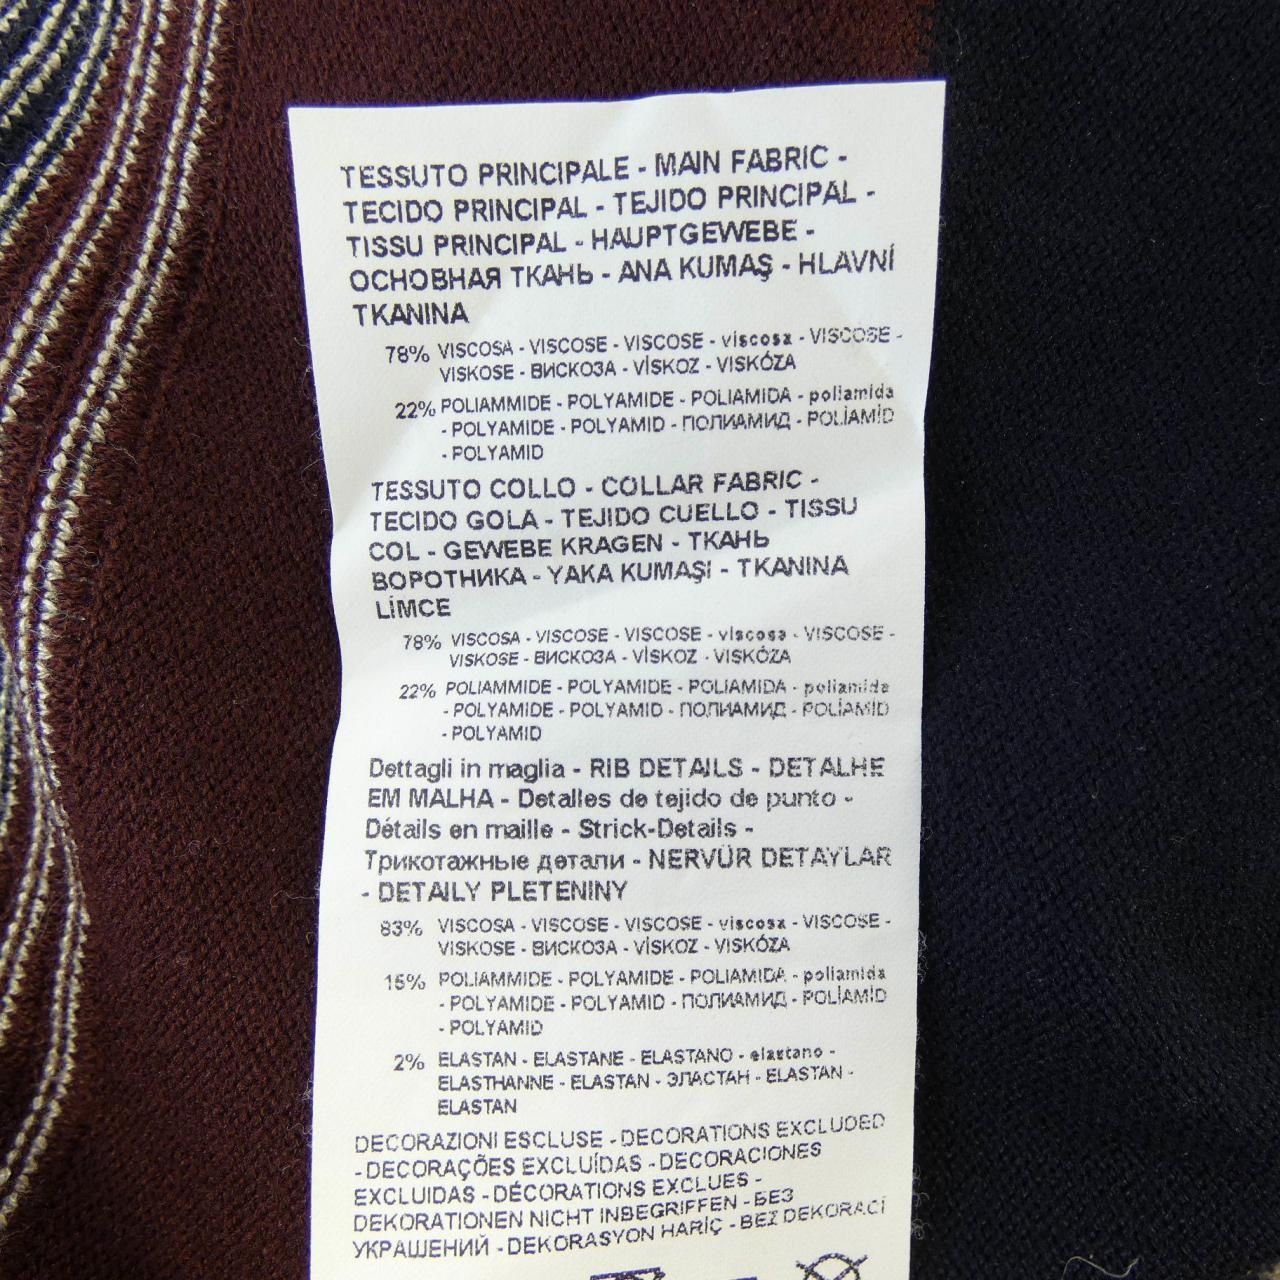 TESSUTO PRINCIPALE - MAIN FABRIC -
TECIDO PRINCIPAL - TEJIDO PRINCIPAL -
TISSU PRINCIPAL - HAUPTGEWEBE -
ОСНОВНАЯ ТКАНЬ - ANA KUMAŞ - HLAVNÍ
TKANINA
78% VISCOSA - VISCOSE - VISCOSE - viscosa - VISCOSE -
VISKOSE - ВИСКОЗА - VİSKOZ - VISKÓZA
22% POLIAMMIDE - POLYAMIDE - POLIAMIDA - poliamida
- POLYAMIDE - POLYAMID - ПОЛИАМИД - POLİAMİD
- POLYAMID
TESSUTO COLLO - COLLAR FABRIC -
TECIDO GOLA - TEJIDO CUELLO - TISSU
COL - GEWEBE KRAGEN - ТКАНЬ
ВОРОТНИКА - YAKA KUMAŞI - TKANINA
LÍMCE
78% VISCOSA - VISCOSE - VISCOSE - viscosa - VISCOSE -
VISKOSE - ВИСКОЗА - VİSKOZ - VISKÓZA
22% POLIAMMIDE - POLYAMIDE - POLIAMIDA - poliamida
- POLYAMIDE - POLYAMID - ПОЛИАМИД - POLİAMİD
- POLYAMID
Dettagli in maglia - RIB DETAILS - DETALHE
EM MALHA - Detalles de tejido de punto -
Détails en maille - Strick-Details -
Трикотажные детали - NERVÜR DETAYLAR
- DETAILY PLETENINY
83% VISCOSA - VISCOSE - VISCOSE - viscosa - VISCOSE -
VISKOSE - ВИСКОЗА - VİSKOZ - VISKÓZA
15% POLIAMMIDE - POLYAMIDE - POLIAMIDA - poliamida
- POLYAMIDE - POLYAMID - ПОЛИАМИД - POLİAMİD
- POLYAMID
2% ELASTAN - ELASTANE - ELASTANO - elastano -
ELASTHANNE - ELASTAN - ЭЛАСТАН - ELASTAN -
ELASTAN
DECORAZIONI ESCLUSE - DECORATIONS EXCLUDED
- DECORAÇÕES EXCLUÍDAS - DECORACIONES
EXCLUIDAS - DÉCORATIONS EXCLUES -
DEKORATIONEN NICHT INBEGRIFFEN - БЕЗ
УКРАШЕНИЙ - DEKORASYON HARİÇ - BEZ DEKORACÍ